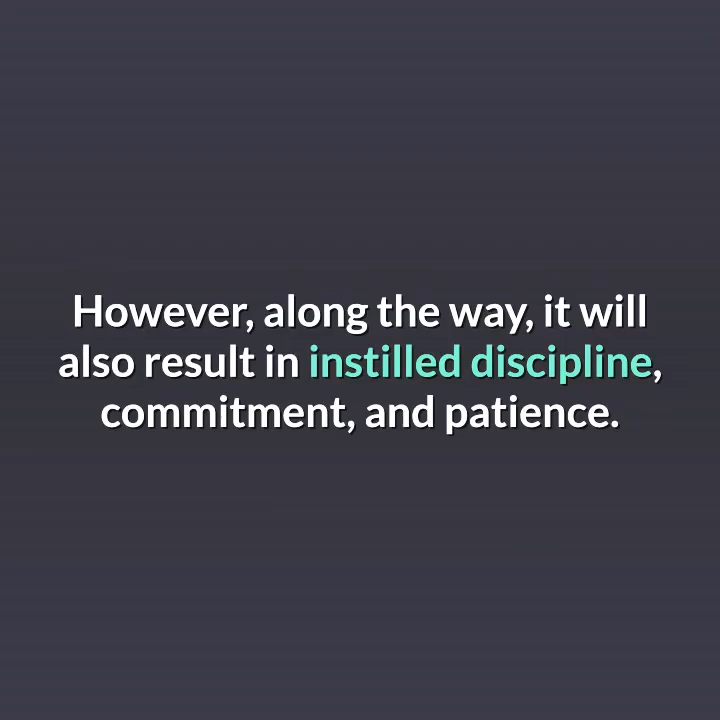 However, along the way, it will
also result in instilled discipline,
commitment, and patience.